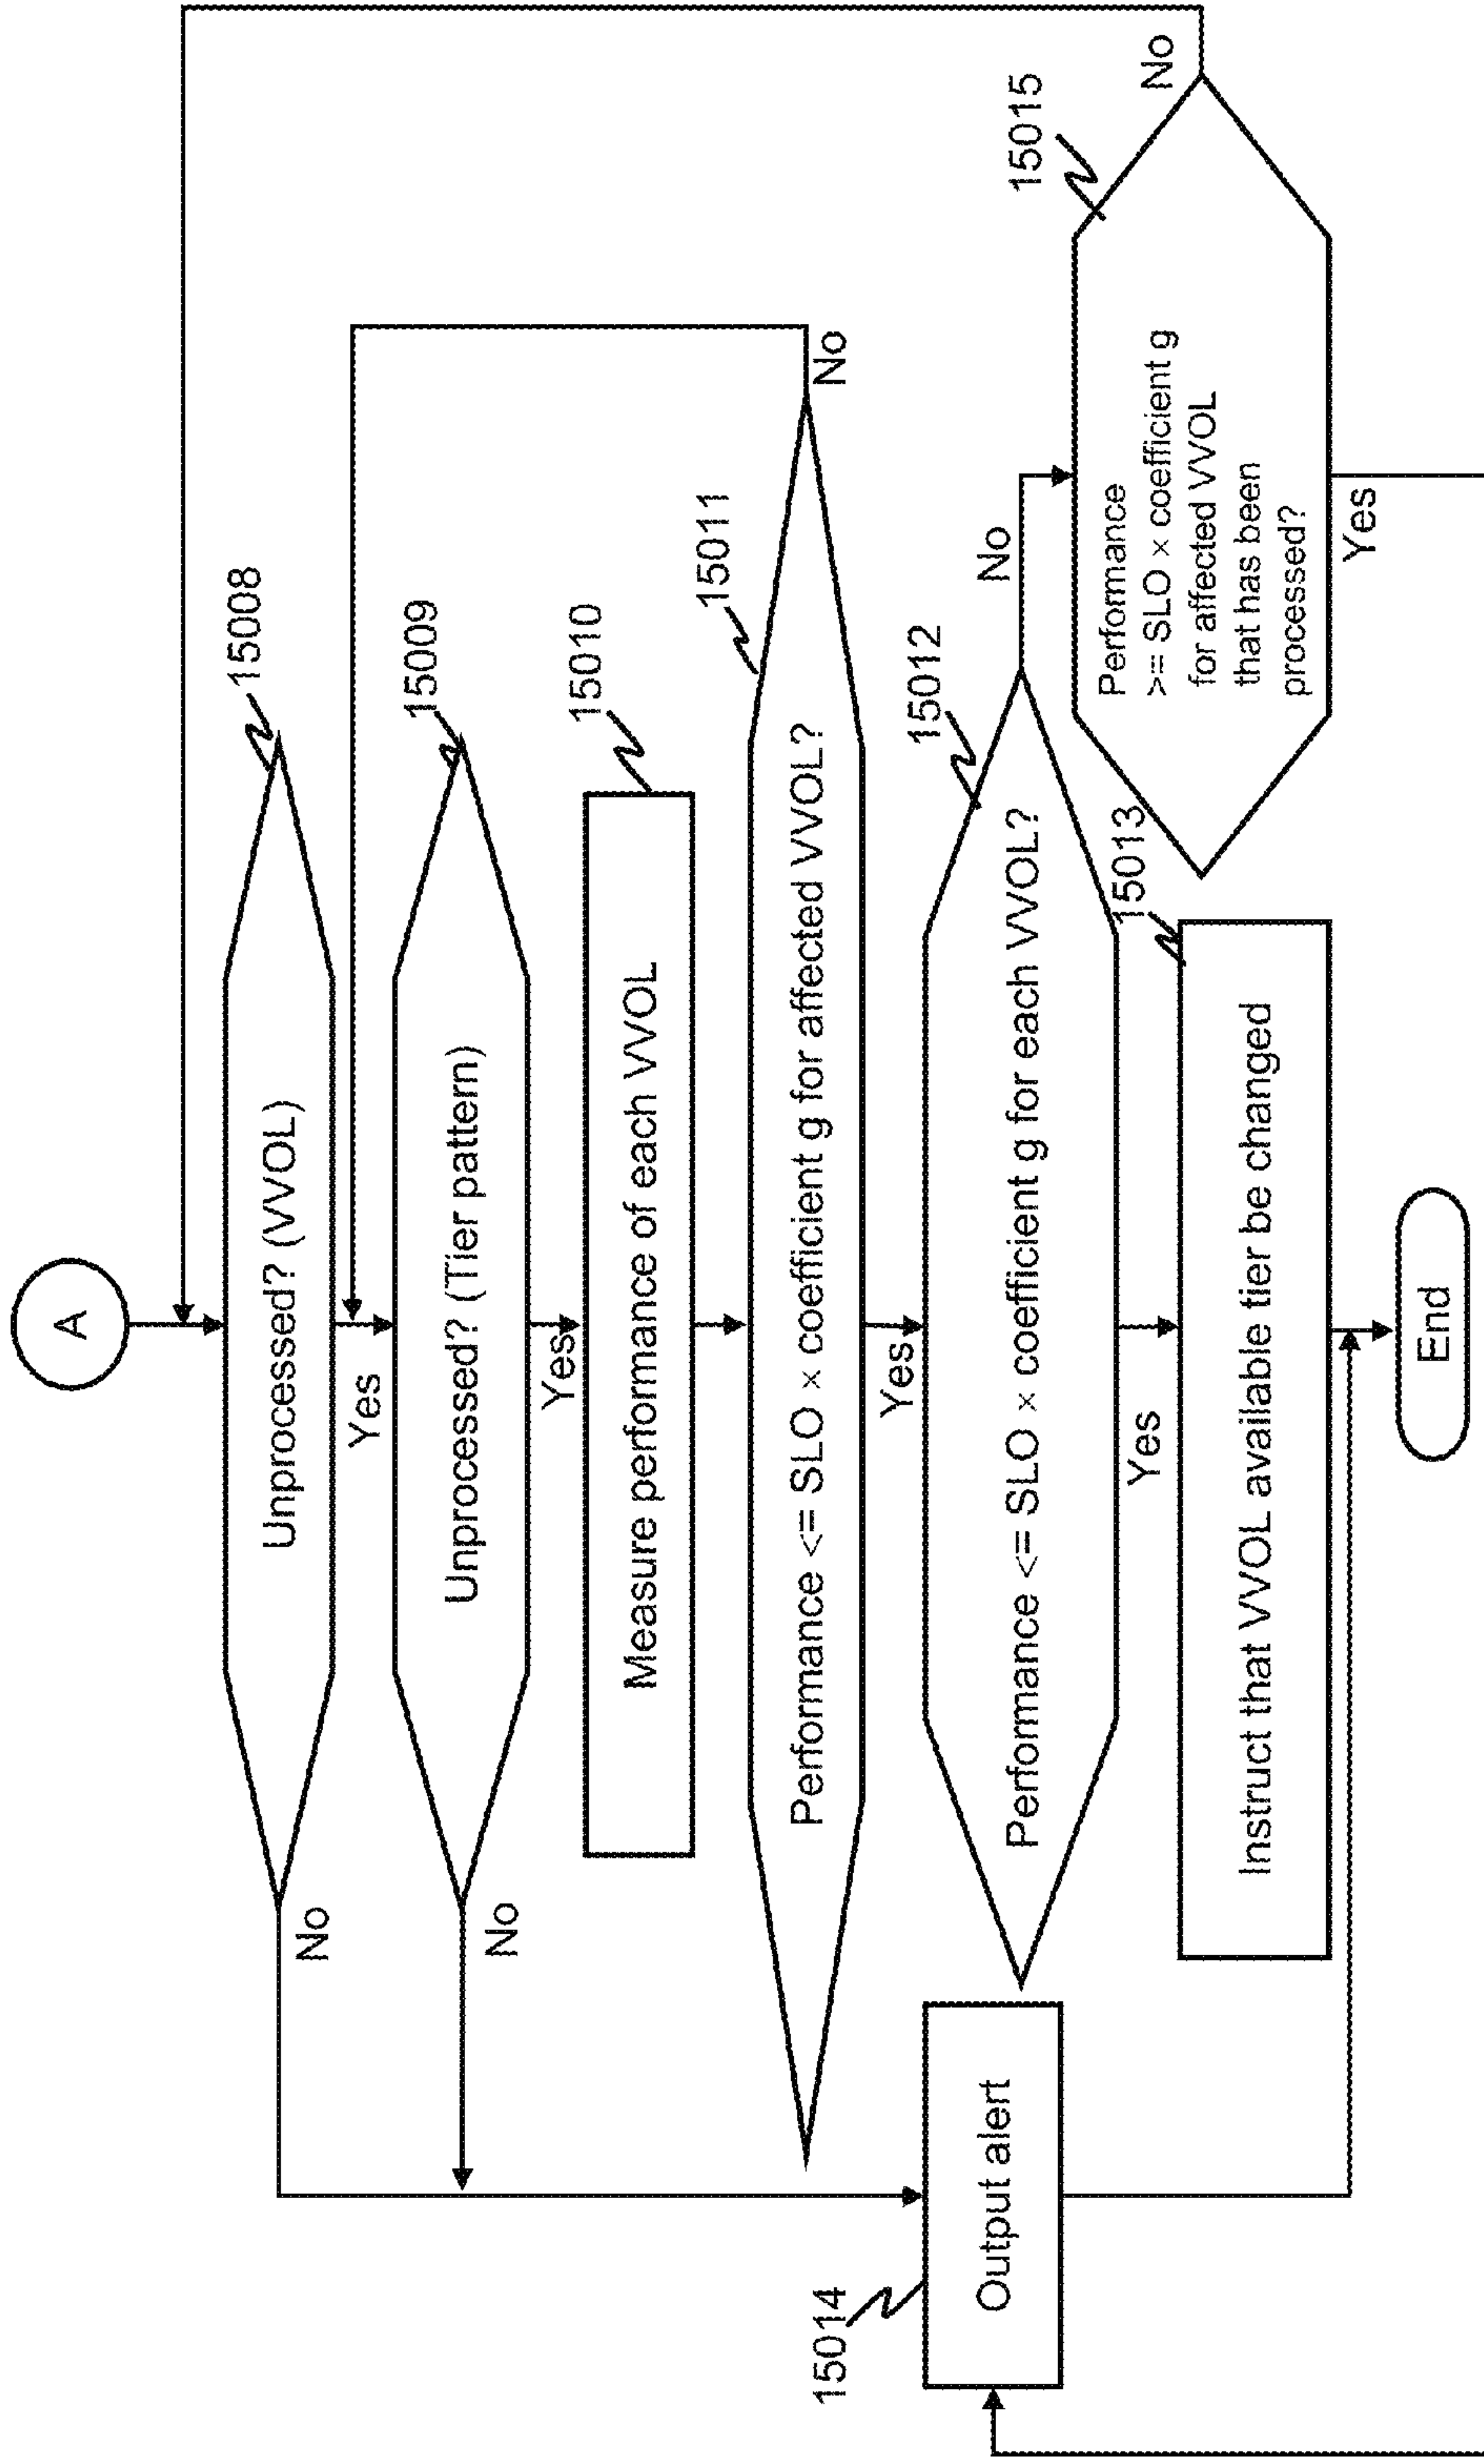 A
15008
Unprocessed? (VVOL)
No
Yes
15009
Unprocessed? (Tier pattern)
No
Yes
15010
Measure performance of each VVOL
15011
Performance <= SLO × coefficient g for affected VVOL?
No
Yes
15012
Performance <= SLO × coefficient g for each VVOL?
No
Yes
15015
Performance
>= SLO × coefficient g
for affected VVOL
that has been
processed?
No
Yes
15013
Instruct that VVOL available tier be changed
15014
Output alert
End